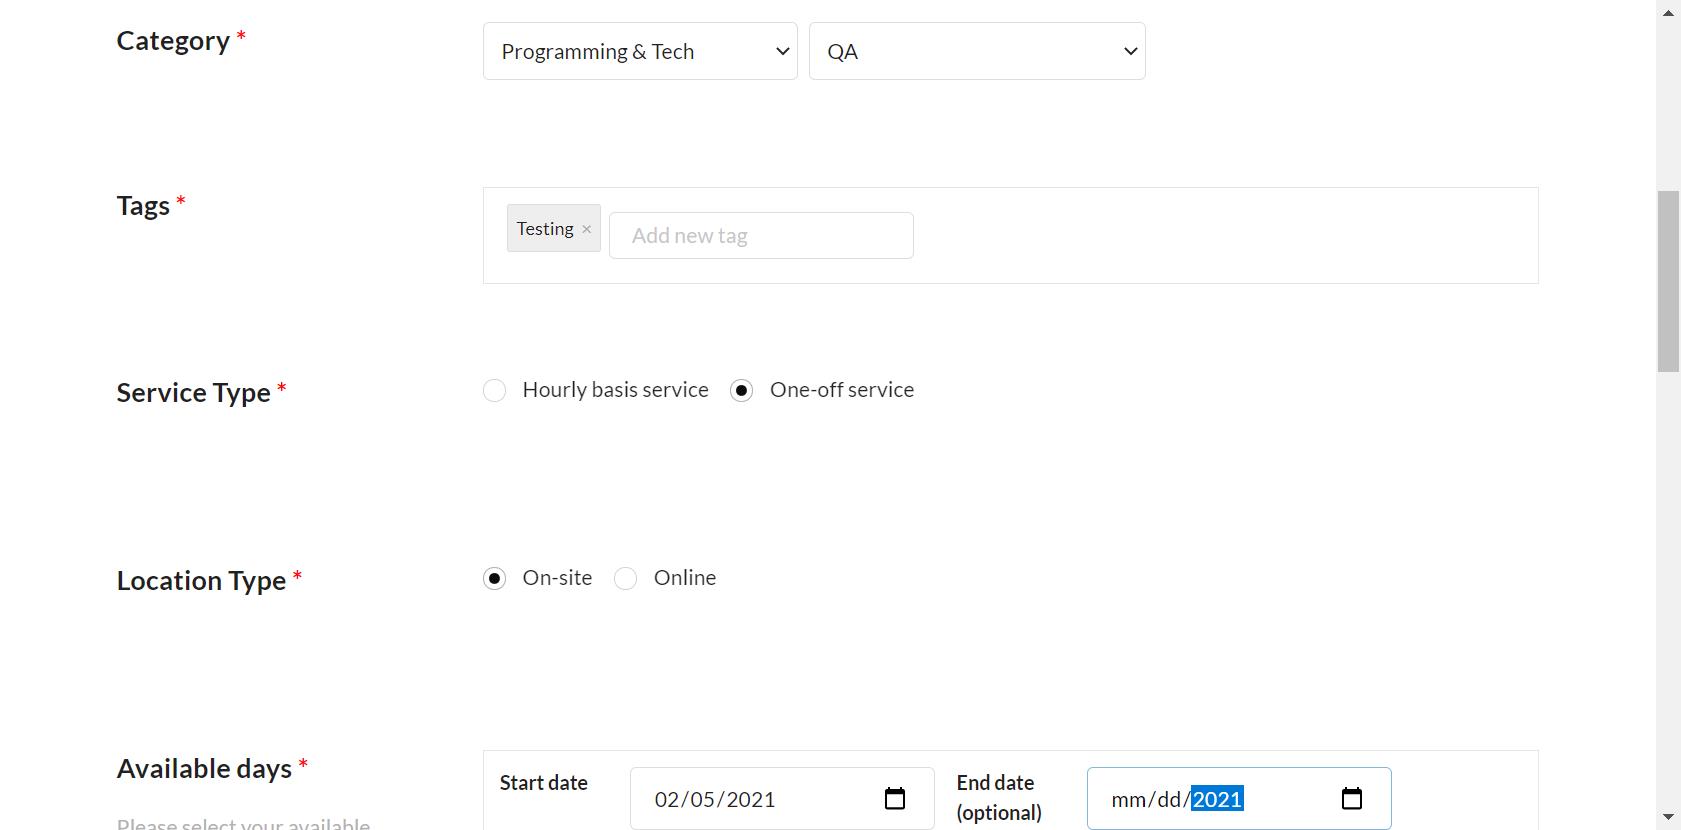 Category *
Programming & Tech
QA
Tags *
Testing ×
Add new tag
Service Type *
Hourly basis service
One-off service
Location Type *
On-site
Online
Available days *
Please select your available
Start date
02/05/2021
End date
(optional)
mm/dd/2021